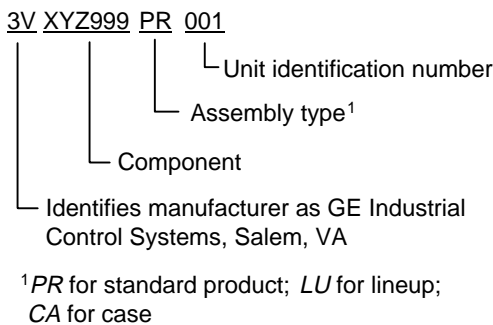 3V XYZ999 PR 001
Unit identification number
Assembly type¹
Component
Identifies manufacturer as GE Industrial
Control Systems, Salem, VA
¹PR for standard product; LU for lineup;
CA for case